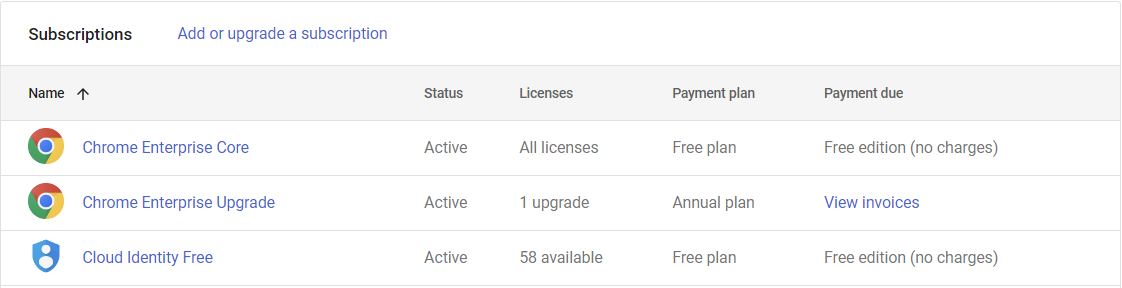 Subscriptions Add or upgrade a subscription
Name Status Licenses Payment plan Payment due
Chrome Enterprise Core Active All licenses Free plan Free edition (no charges)
Chrome Enterprise Upgrade Active 1 upgrade Annual plan View invoices
Cloud Identity Free Active 58 available Free plan Free edition (no charges)